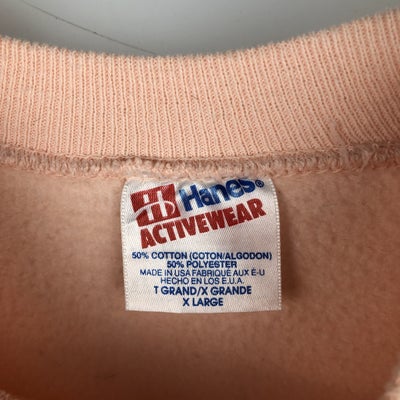 Hanes®
ACTIVEWEAR
50% COTTON (COTON/ALGODON)
50% POLYESTER
MADE IN USA FABRIQUÉ AUX É-U
HECHO EN LOS E.U.A.
T GRAND/X GRANDE
X LARGE